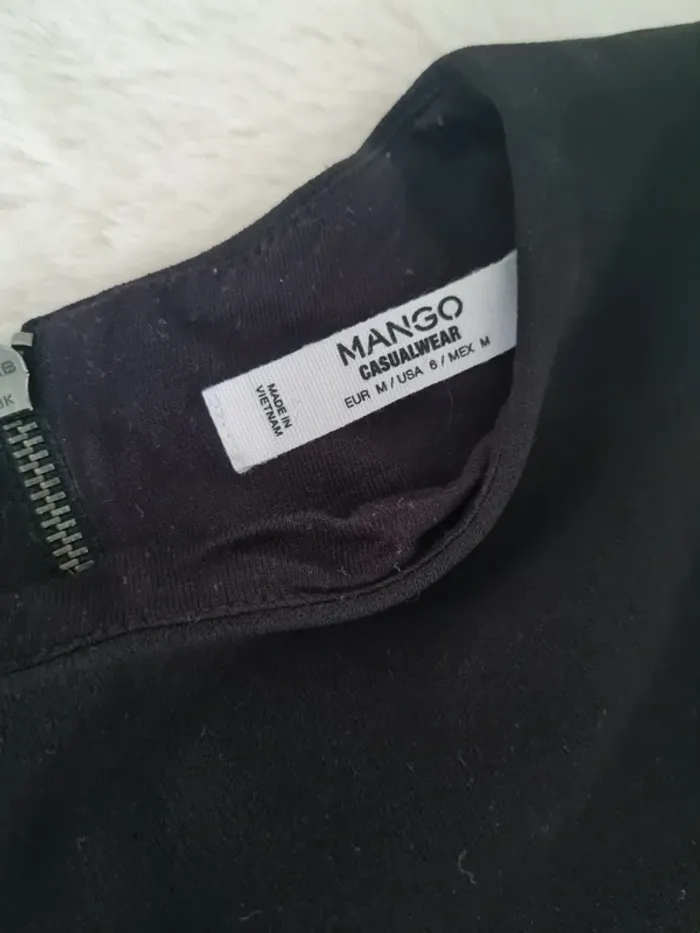 MANGO
CASUALWEAR
EUR M / USA 6 / MEX M
MADE IN
VIETNAM